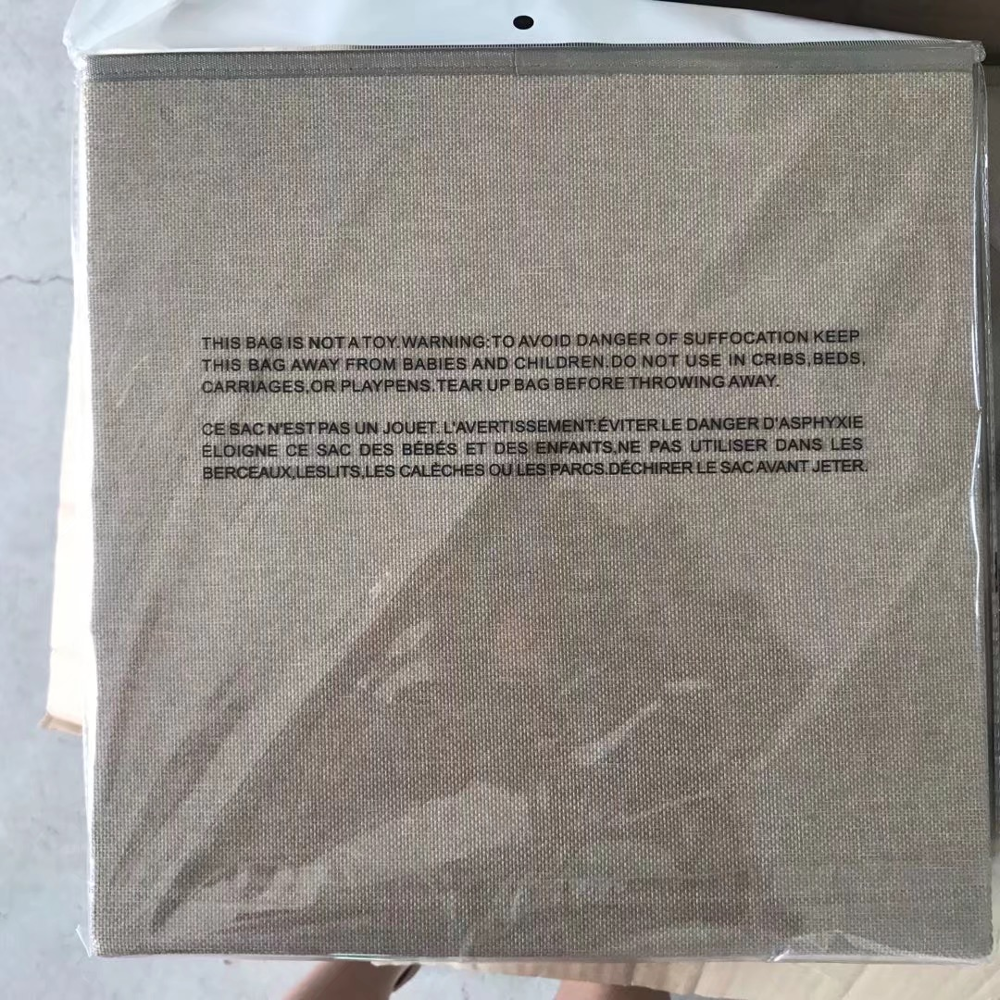 THIS BAG IS NOT A TOY.WARNING:TO AVOID DANGER OF SUFFOCATION KEEP
THIS BAG AWAY FROM BABIES AND CHILDREN.DO NOT USE IN CRIBS,BEDS,
CARRIAGES,OR PLAYPENS.TEAR UP BAG BEFORE THROWING AWAY.
CE SAC N'EST PAS UN JOUET. L'AVERTISSEMENT:ÉVITER LE DANGER D'ASPHYXIE
ÉLOIGNE CE SAC DES BÉBÉS ET DES ENFANTS,NE PAS UTILISER DANS LES
BERCEAUX,LESLITS,LES CALÈCHES OU LES PARCS.DÉCHIRER LE SAC AVANT JETER.